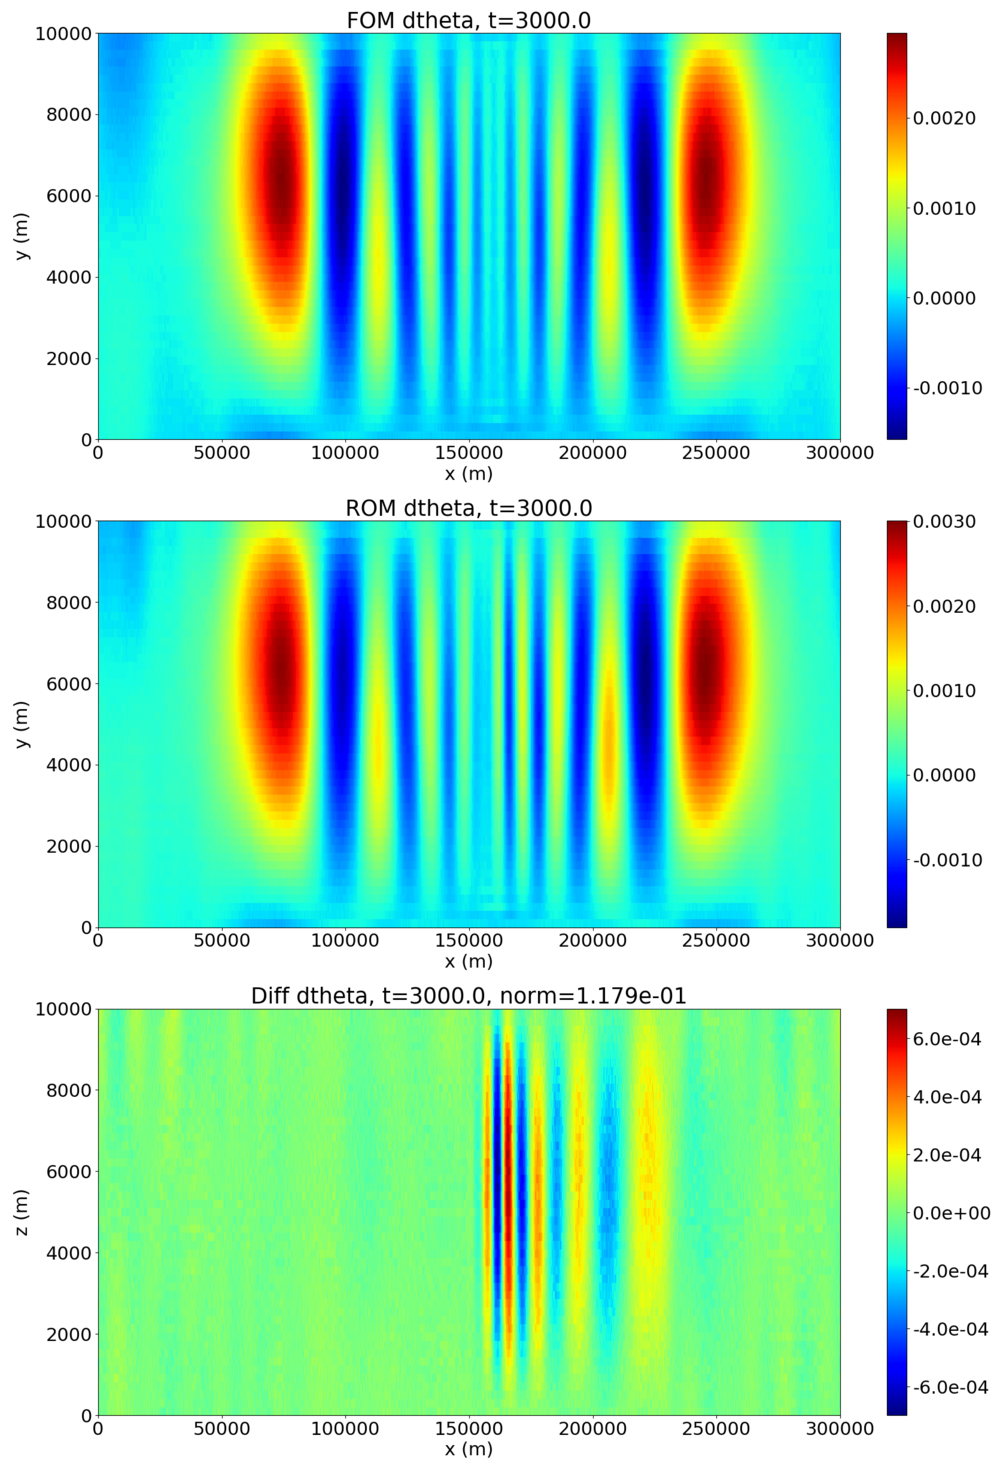 FOM dtheta, t=3000.0
10000
8000
6000
4000
2000
0
y (m)
0 50000 100000 150000 200000 250000 300000
x (m)
0.0020
0.0010
0.0000
-0.0010
ROM dtheta, t=3000.0
10000
8000
6000
4000
2000
0
y (m)
0 50000 100000 150000 200000 250000 300000
x (m)
0.0030
0.0020
0.0010
0.0000
-0.0010
Diff dtheta, t=3000.0, norm=1.179e-01
10000
8000
6000
4000
2000
0
z (m)
0 50000 100000 150000 200000 250000 300000
x (m)
6.0e-04
4.0e-04
2.0e-04
0.0e+00
-2.0e-04
-4.0e-04
-6.0e-04